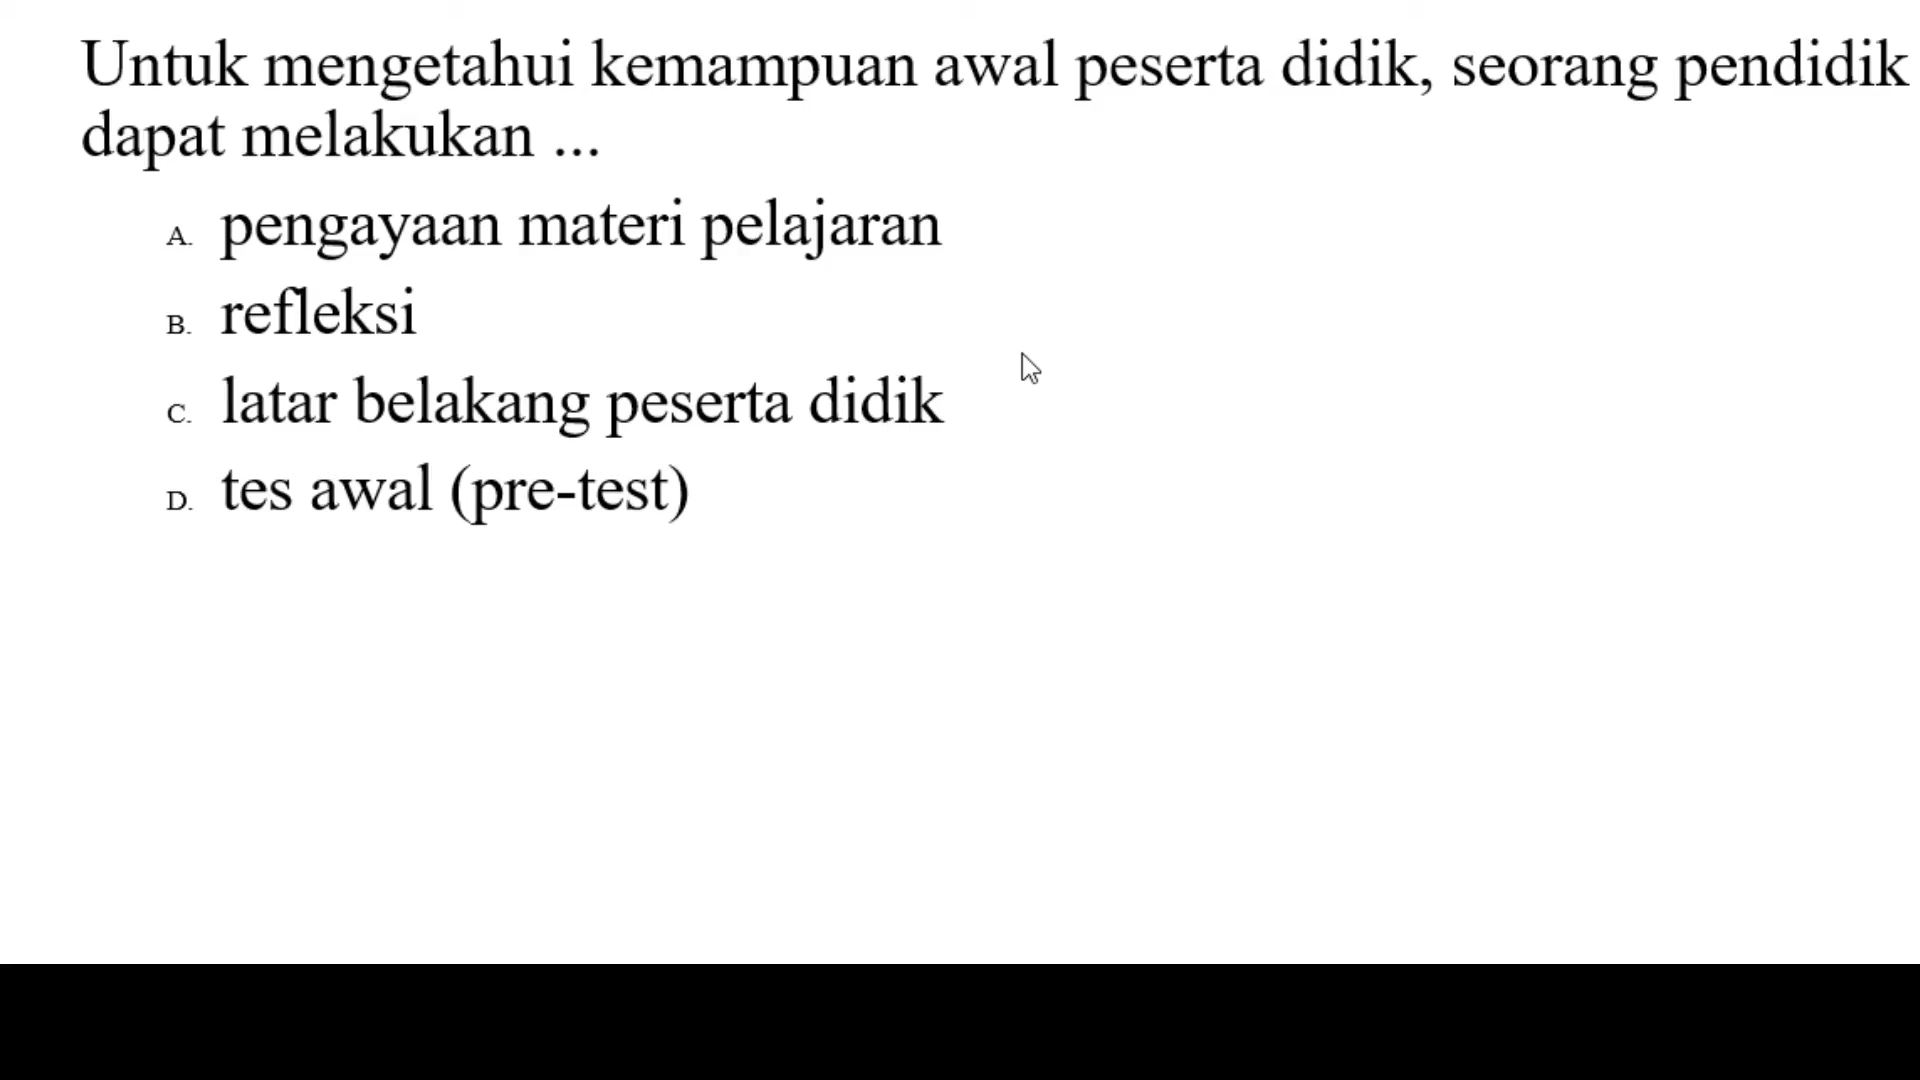 Untuk mengetahui kemampuan awal peserta didik, seorang pendidik
dapat melakukan ...
A. pengayaan materi pelajaran
B. refleksi
C. latar belakang peserta didik
D. tes awal (pre-test)